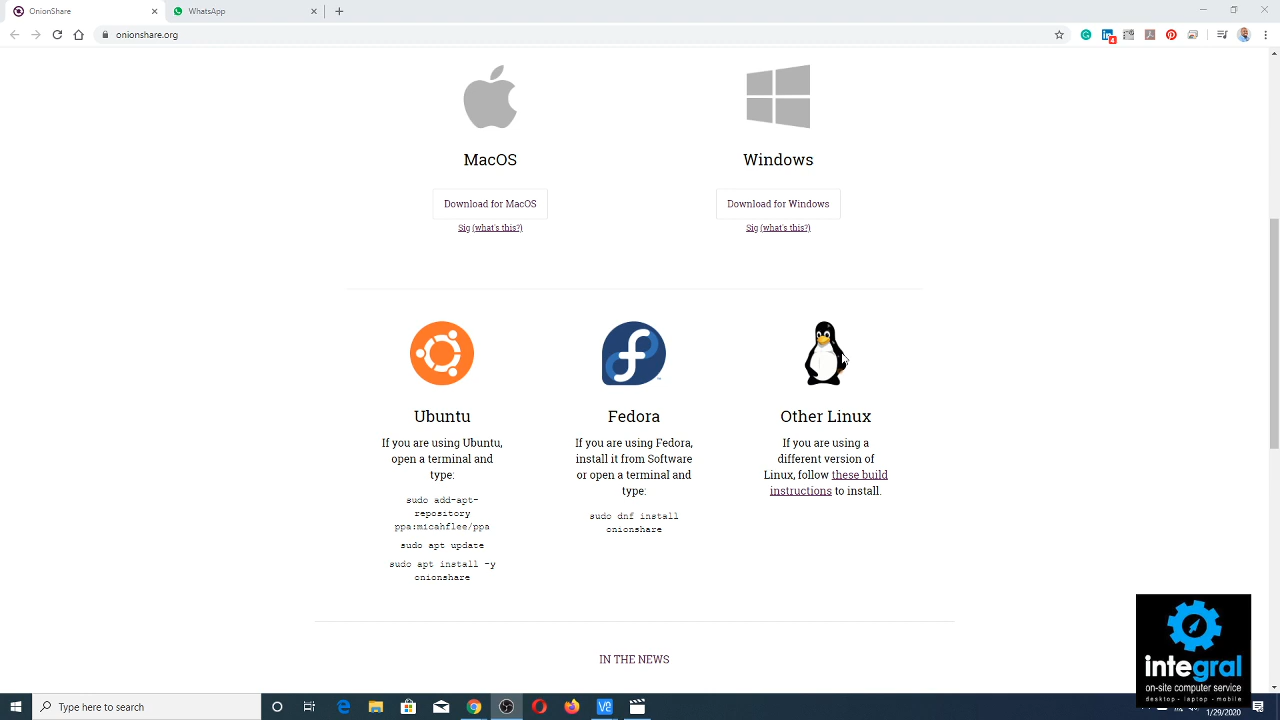 OnionShare
WhatsApp
onionshare.org
4
MacOS
Windows
Download for MacOS
Download for Windows
Sig (what's this?)
Sig (what's this?)
Ubuntu
If you are using Ubuntu,
open a terminal and
type:
sudo add-apt-
repository
ppa:micahflee/ppa
sudo apt update
sudo apt install -y
onionshare
Fedora
If you are using Fedora,
install it from Software
or open a terminal and
type:
sudo dnf install
onionshare
Other Linux
If you are using a
different version of
Linux, follow these build
instructions to install.
IN THE NEWS
integral
on-site computer service
desktop - laptop - mobile
Type here to search
1/29/2020